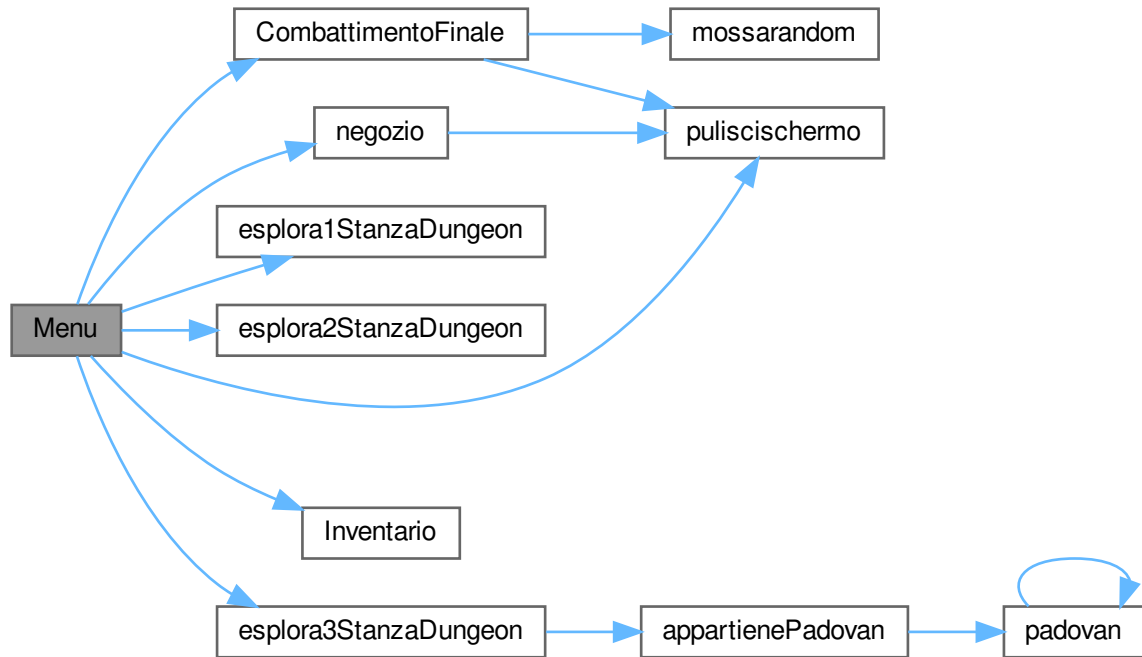 CombattimentoFinale
mossarandom
negozio
puliscischermo
esplora1StanzaDungeon
Menu
esplora2StanzaDungeon
Inventario
esplora3StanzaDungeon
appartienePadovan
padovan